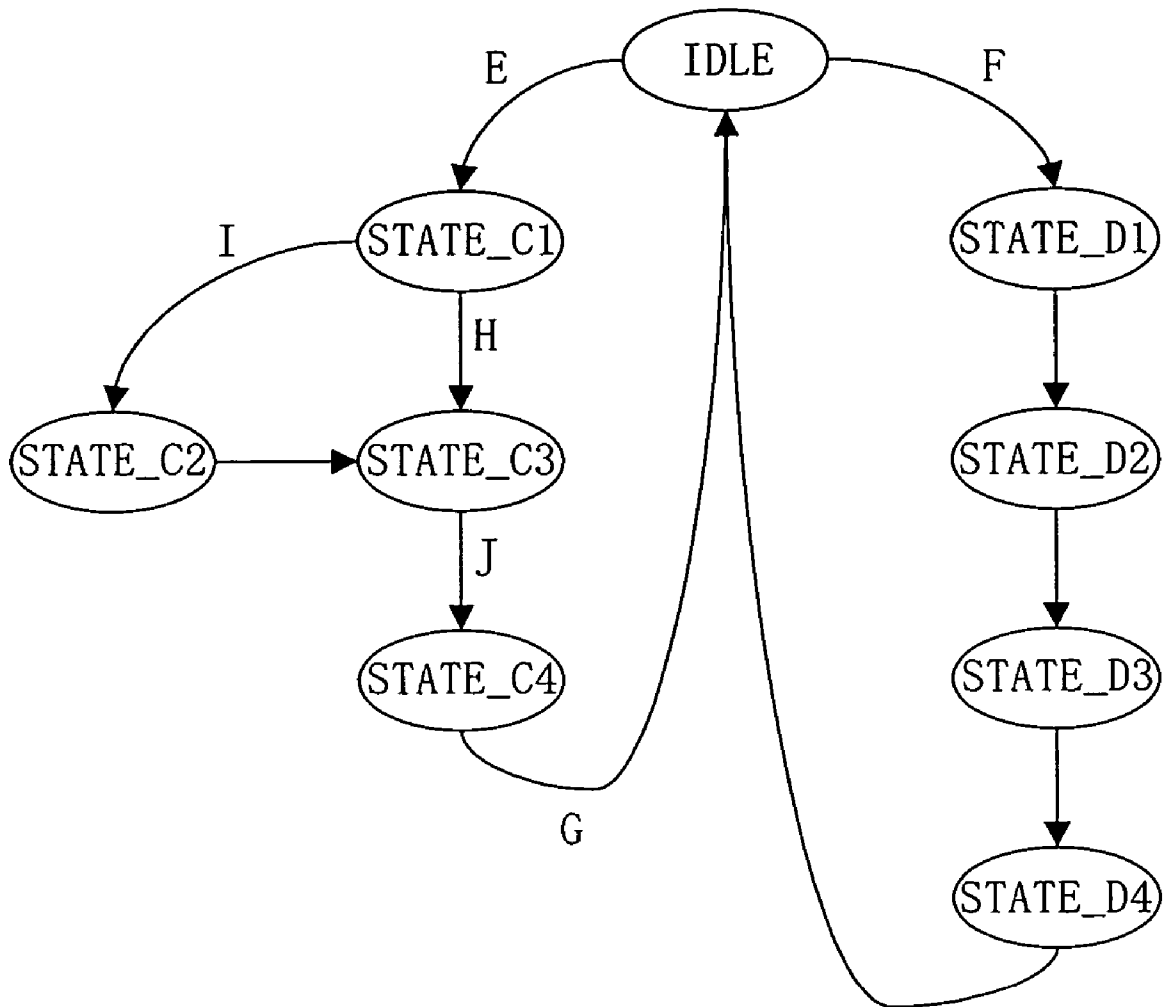 E
IDLE
F
I
STATE_C1
STATE_D1
H
STATE_C2
STATE_C3
STATE_D2
J
STATE_C4
STATE_D3
G
STATE_D4